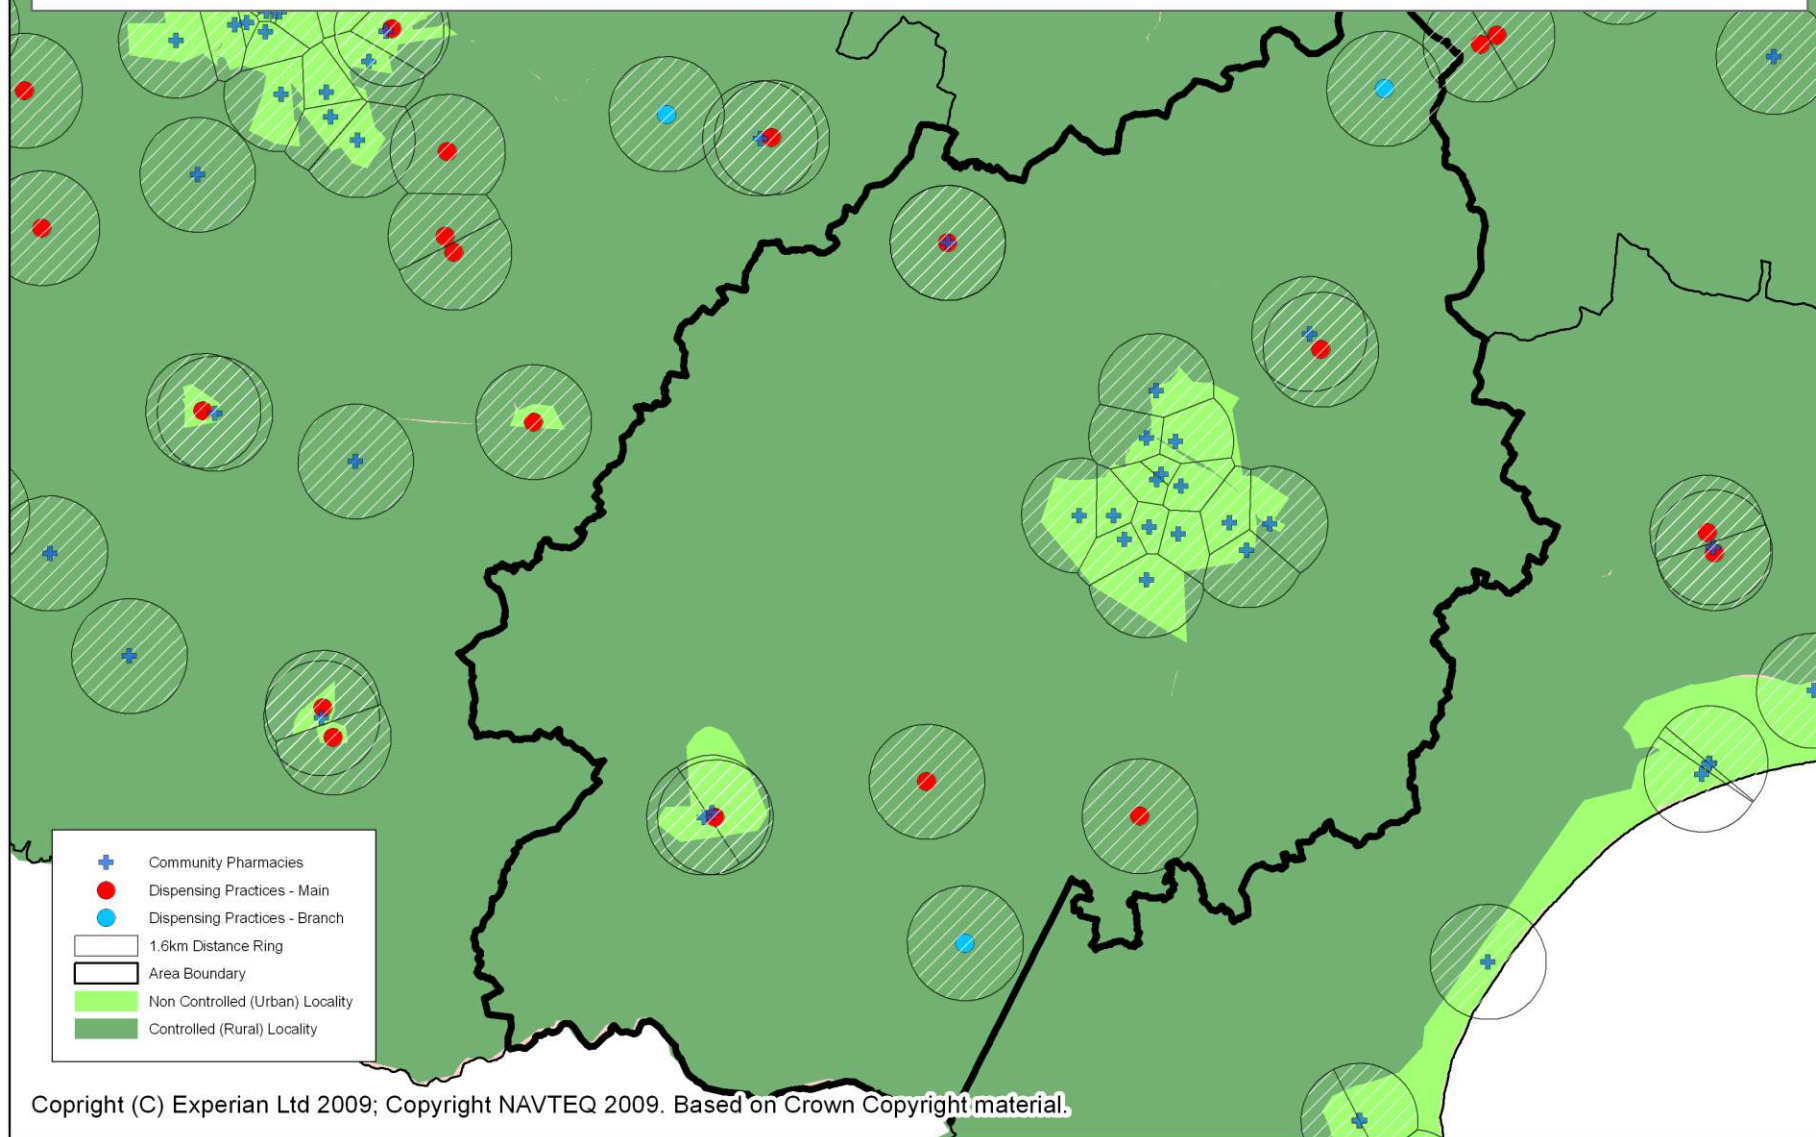 Community Pharmacies
Dispensing Practices - Main
Dispensing Practices - Branch
1.6km Distance Ring
Area Boundary
Non Controlled (Urban) Locality
Controlled (Rural) Locality
Copright (C) Experian Ltd 2009; Copyright NAVTEQ 2009. Based on Crown Copyright material.